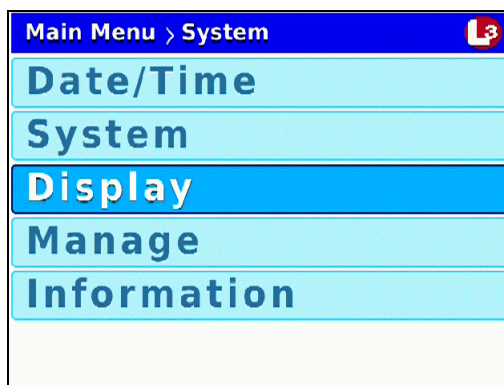 Main Menu > System
L3
Date/Time
System
Display
Manage
Information